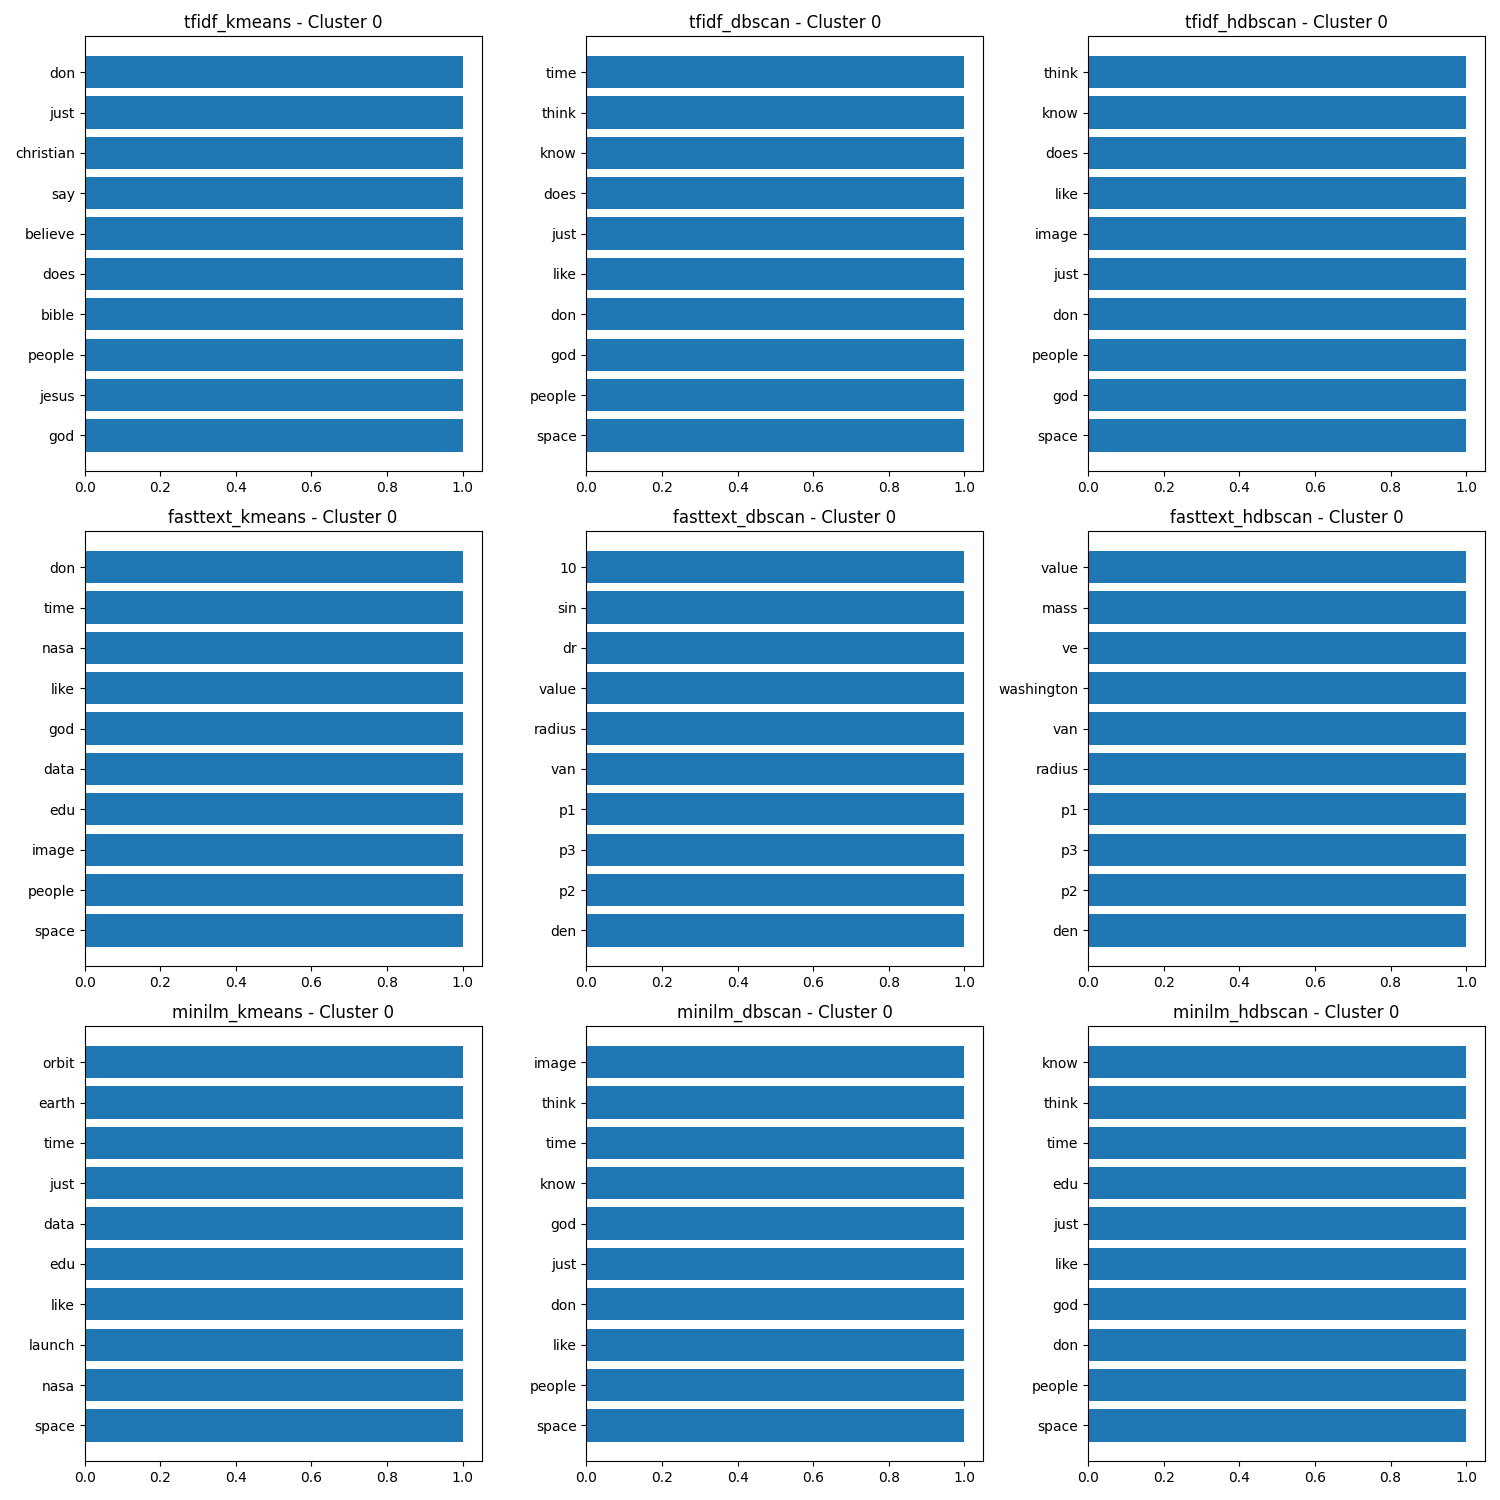 tfidf_kmeans - Cluster 0
don
just
christian
say
believe
does
bible
people
jesus
god
0.0 0.2 0.4 0.6 0.8 1.0
tfidf_dbscan - Cluster 0
time
think
know
does
just
like
don
god
people
space
0.0 0.2 0.4 0.6 0.8 1.0
tfidf_hdbscan - Cluster 0
think
know
does
like
image
just
don
people
god
space
0.0 0.2 0.4 0.6 0.8 1.0
fasttext_kmeans - Cluster 0
don
time
nasa
like
god
data
edu
image
people
space
0.0 0.2 0.4 0.6 0.8 1.0
fasttext_dbscan - Cluster 0
10
sin
dr
value
radius
van
p1
p3
p2
den
0.0 0.2 0.4 0.6 0.8 1.0
fasttext_hdbscan - Cluster 0
value
mass
ve
washington
van
radius
p1
p3
p2
den
0.0 0.2 0.4 0.6 0.8 1.0
minilm_kmeans - Cluster 0
orbit
earth
time
just
data
edu
like
launch
nasa
space
0.0 0.2 0.4 0.6 0.8 1.0
minilm_dbscan - Cluster 0
image
think
time
know
god
just
don
like
people
space
0.0 0.2 0.4 0.6 0.8 1.0
minilm_hdbscan - Cluster 0
know
think
time
edu
just
like
god
don
people
space
0.0 0.2 0.4 0.6 0.8 1.0